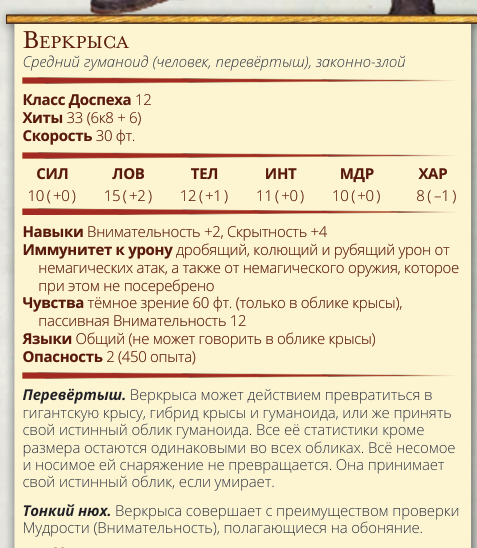 Веркрыса
Средний гуманоид (человек, перевёртыш), законно-злой
Класс Доспеха 12
Хиты 33 (6к8 + 6)
Скорость 30 фт.
СИЛ ЛОВ ТЕЛ ИНТ МДР ХАР
10 (+0) 15 (+2) 12 (+1) 11 (+0) 10 (+0) 8 (−1)
Навыки Внимательность +2, Скрытность +4
Иммунитет к урону дробящий, колющий и рубящий урон от
немагических атак, а также от немагического оружия, которое
при этом не посеребрено
Чувства тёмное зрение 60 фт. (только в облике крысы),
пассивная Внимательность 12
Языки Общий (не может говорить в облике крысы)
Опасность 2 (450 опыта)
Перевёртыш. Веркрыса может действием превратиться в
гигантскую крысу, гибрид крысы и гуманоида, или же принять
свой истинный облик гуманоида. Все её статистики кроме
размера остаются одинаковыми во всех обликах. Всё несомое
и носимое ей снаряжение не превращается. Она принимает
свой истинный облик, если умирает.
Тонкий нюх. Веркрыса совершает с преимуществом проверки
Мудрости (Внимательность), полагающиеся на обоняние.